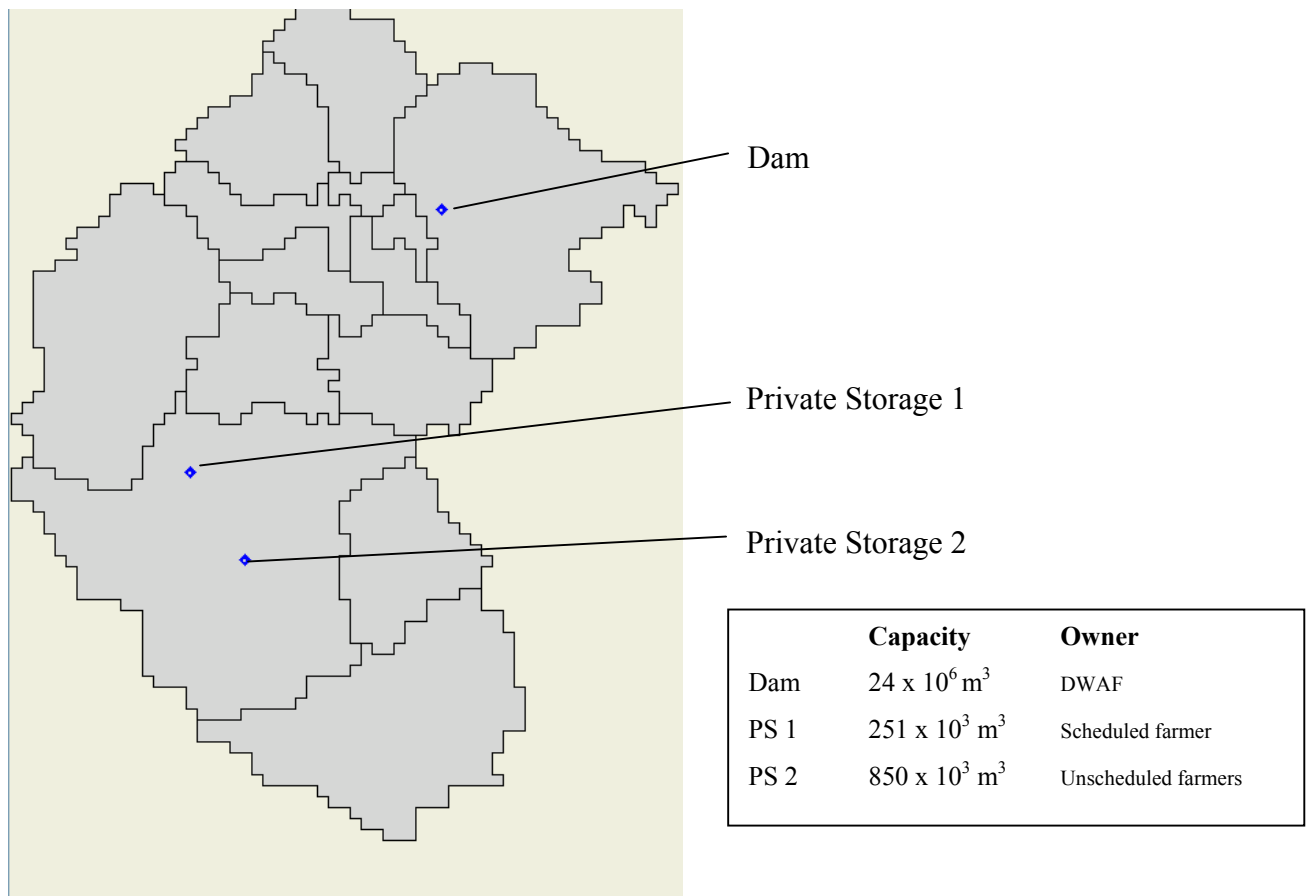 Dam
Private Storage 1
Private Storage 2
Capacity Owner
Dam 24 x 10⁶ m³ DWAF
PS 1 251 x 10³ m³ Scheduled farmer
PS 2 850 x 10³ m³ Unscheduled farmers